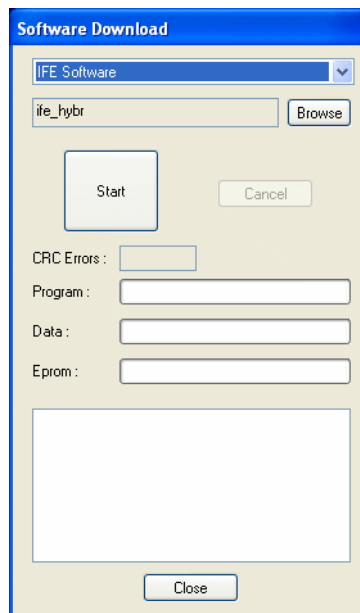 Software Download
IFE Software
ife_hybr
Browse
Start
Cancel
CRC Errors :
Program :
Data :
Eprom :
Close